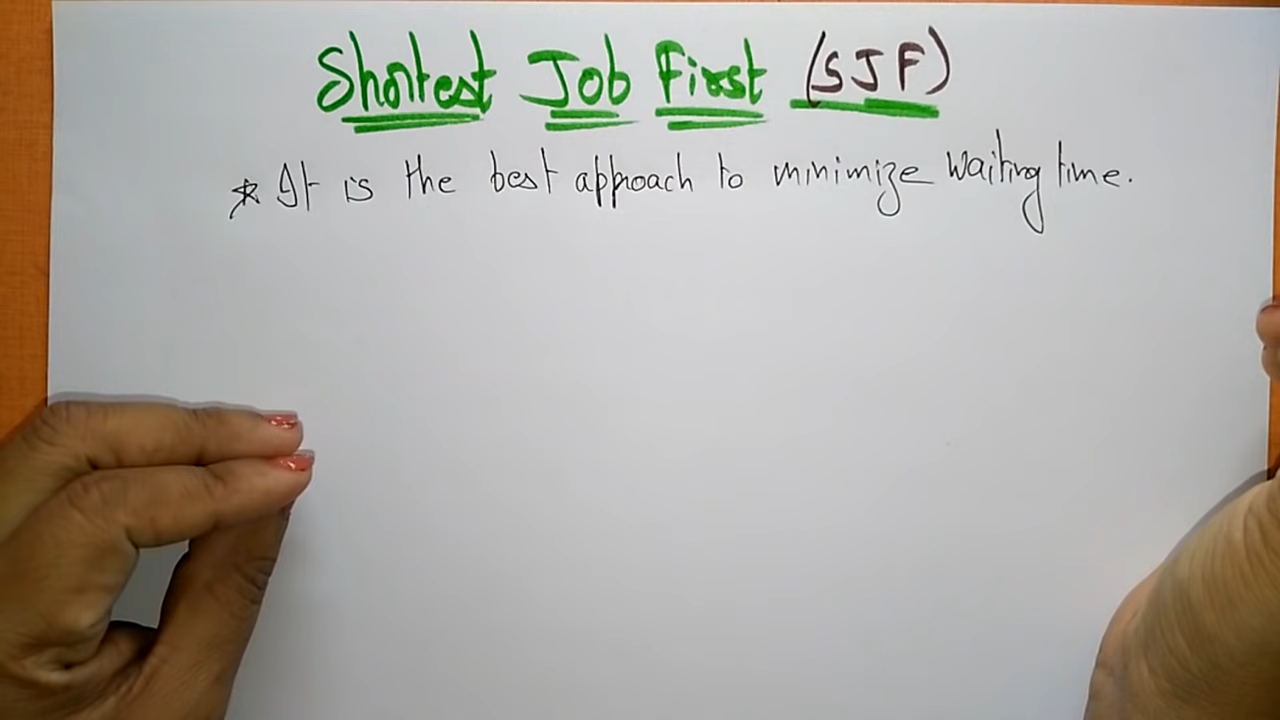 Shortest Job First (SJF)
* It is the best approach to minimize waiting time.